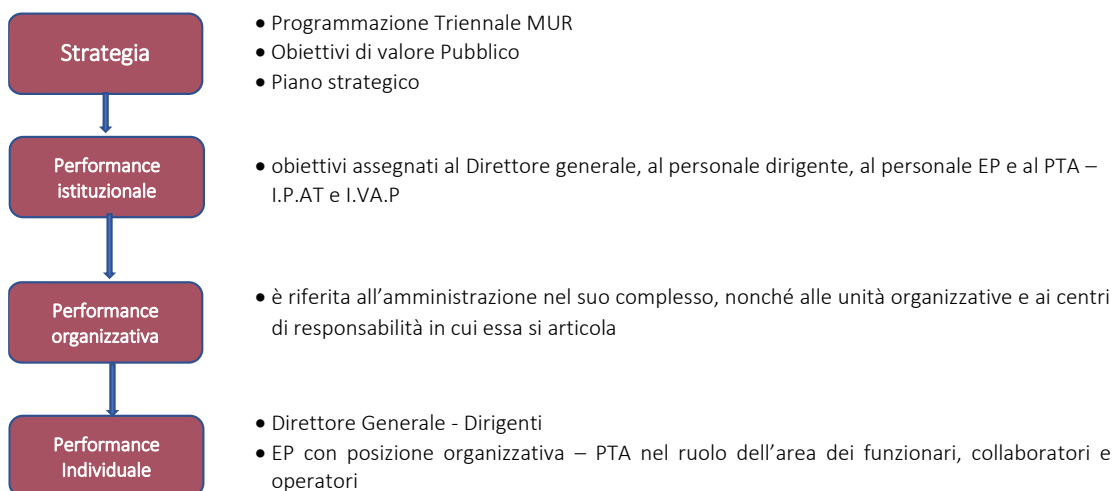 Strategia
• Programmazione Triennale MUR
• Obiettivi di valore Pubblico
• Piano strategico
Performance
istituzionale
• obiettivi assegnati al Direttore generale, al personale dirigente, al personale EP e al PTA –
I.P.AT e I.VA.P
Performance
organizzativa
• è riferita all’amministrazione nel suo complesso, nonché alle unità organizzative e ai centri
di responsabilità in cui essa si articola
Performance
Individuale
• Direttore Generale - Dirigenti
• EP con posizione organizzativa – PTA nel ruolo dell’area dei funzionari, collaboratori e
operatori